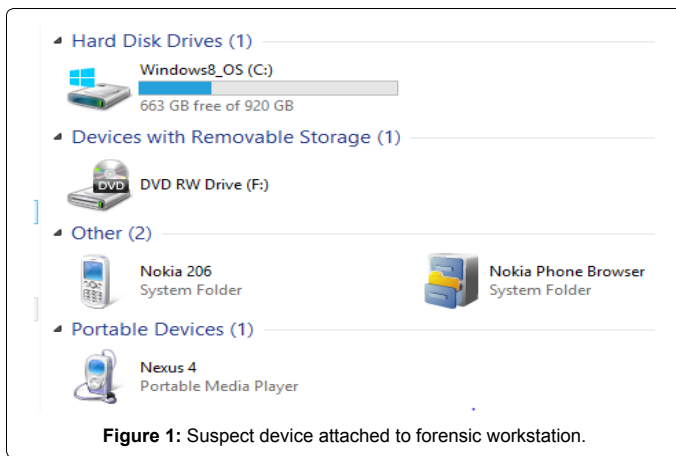 Hard Disk Drives (1)
Windows8_OS (C:)
663 GB free of 920 GB
Devices with Removable Storage (1)
DVD
DVD RW Drive (F:)
Other (2)
Nokia 206
System Folder
Nokia Phone Browser
System Folder
Portable Devices (1)
Nexus 4
Portable Media Player
Figure 1: Suspect device attached to forensic workstation.